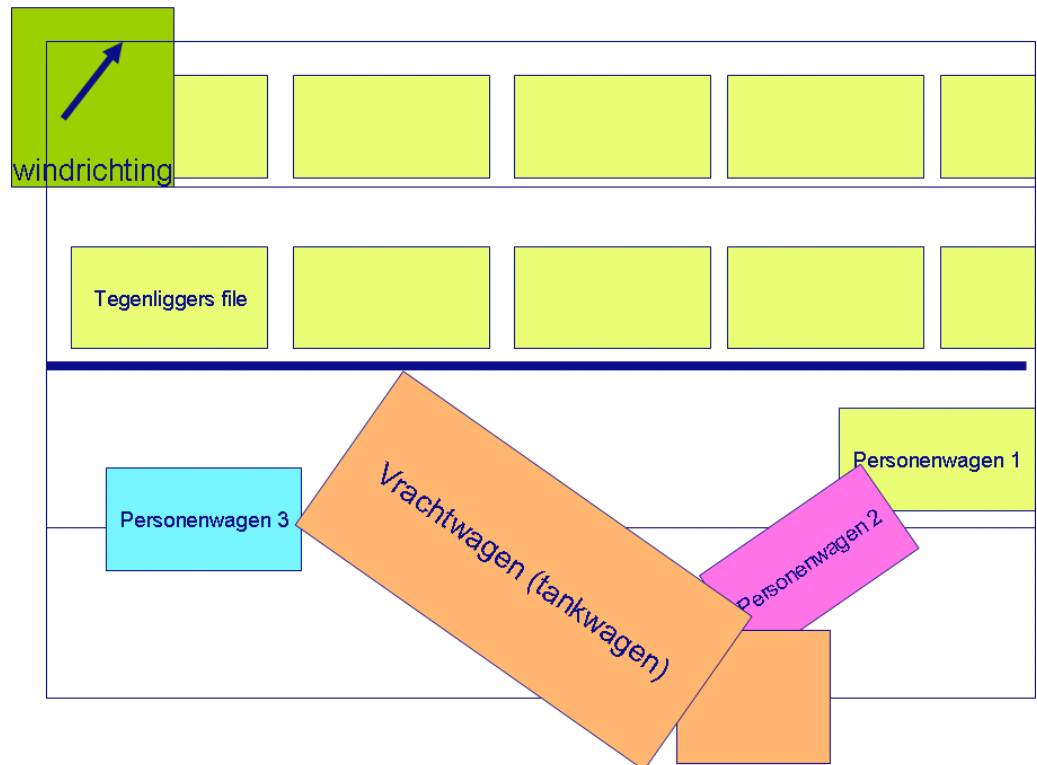 windrichting
Tegenliggers file
Personenwagen 1
Personenwagen 3
Vrachtwagen (tankwagen)
Personenwagen 2